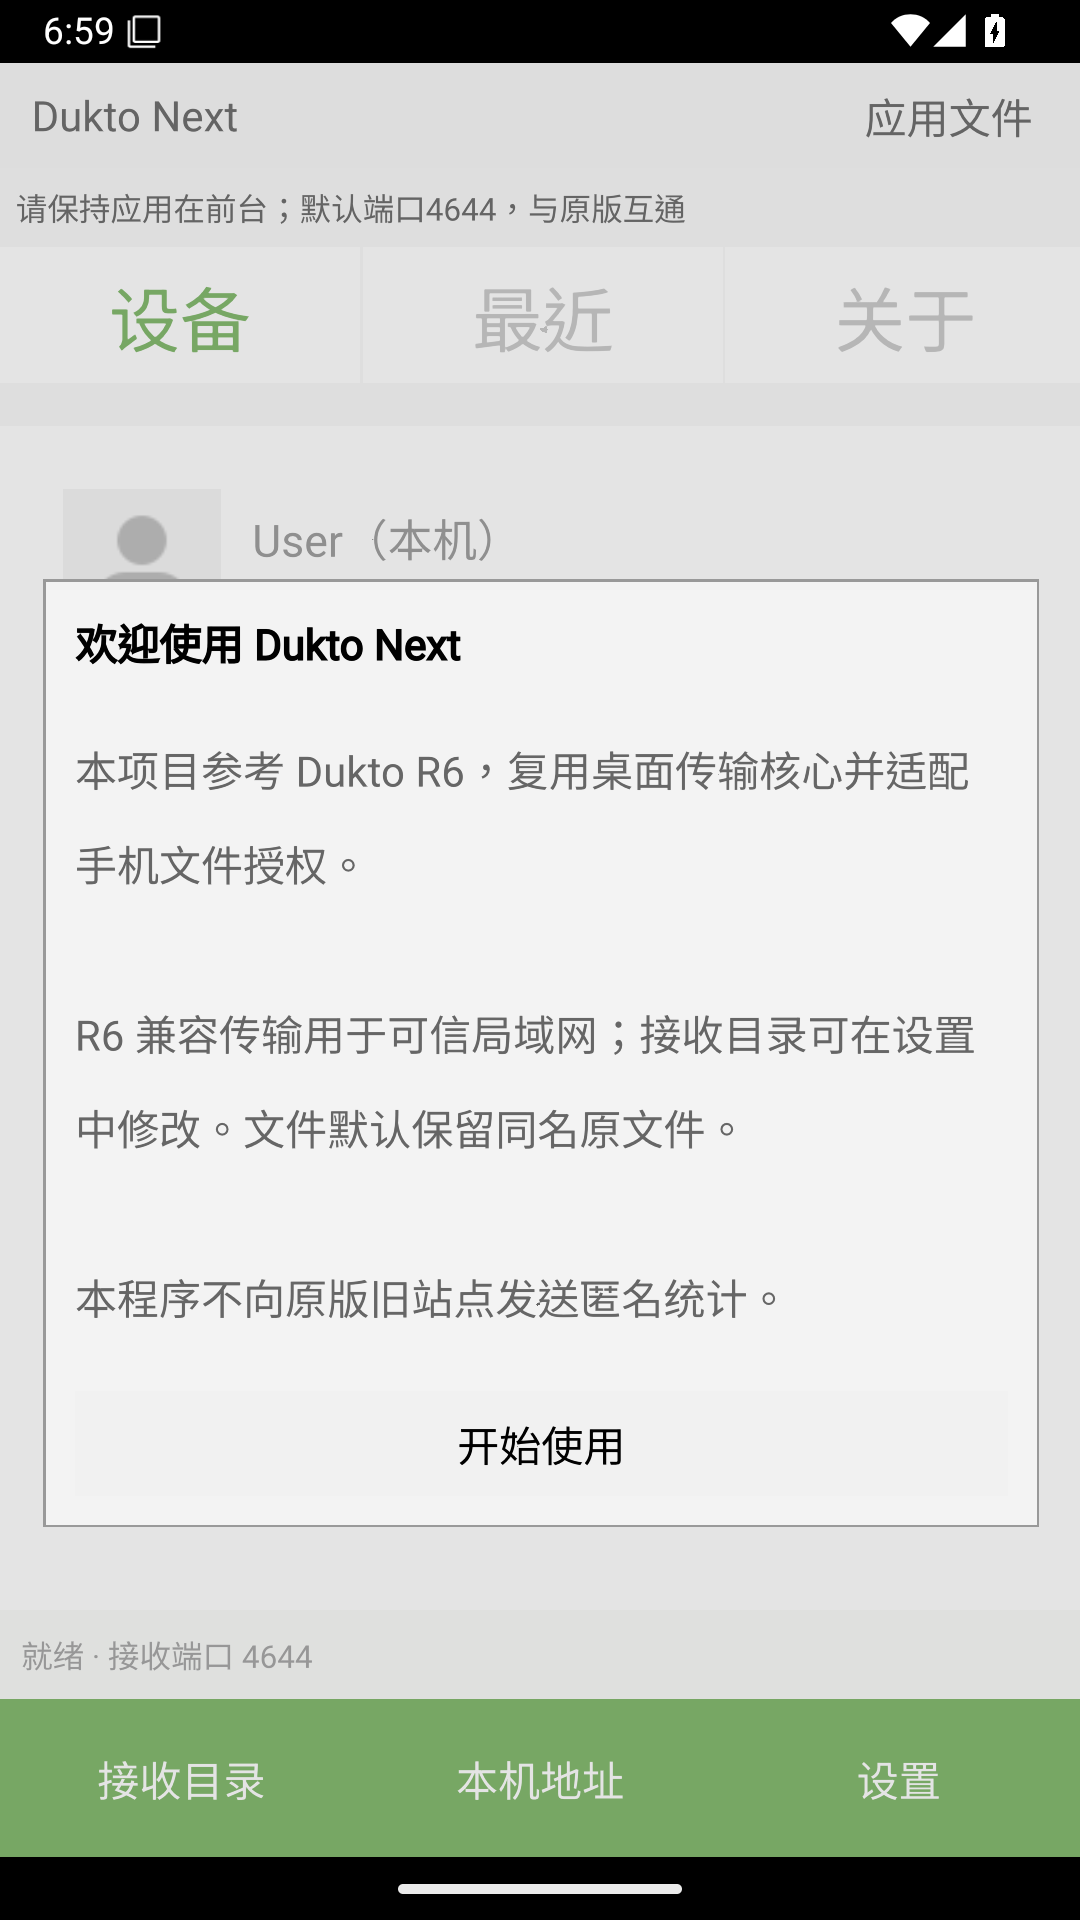 6:59
Dukto Next
应用文件
请保持应用在前台；默认端口4644，与原版互通
设备
最近
关于
User（本机）
欢迎使用 Dukto Next
本项目参考 Dukto R6，复用桌面传输核心并适配
手机文件授权。
R6 兼容传输用于可信局域网；接收目录可在设置
中修改。文件默认保留同名原文件。
本程序不向原版旧站点发送匿名统计。
开始使用
就绪 · 接收端口 4644
接收目录
本机地址
设置